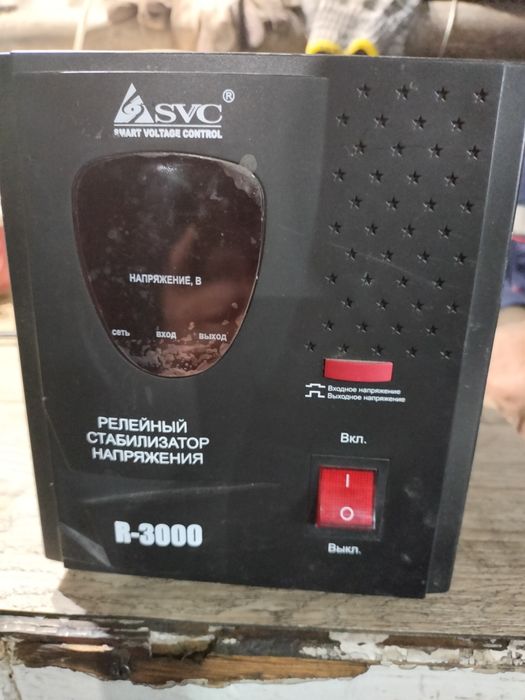 SVC®
SMART VOLTAGE CONTROL
НАПРЯЖЕНИЕ, В
сеть вход выход
Входное напряжение
Выходное напряжение
РЕЛЕЙНЫЙ
СТАБИЛИЗАТОР
НАПРЯЖЕНИЯ
Вкл.
I
O
R-3000
Выкл.